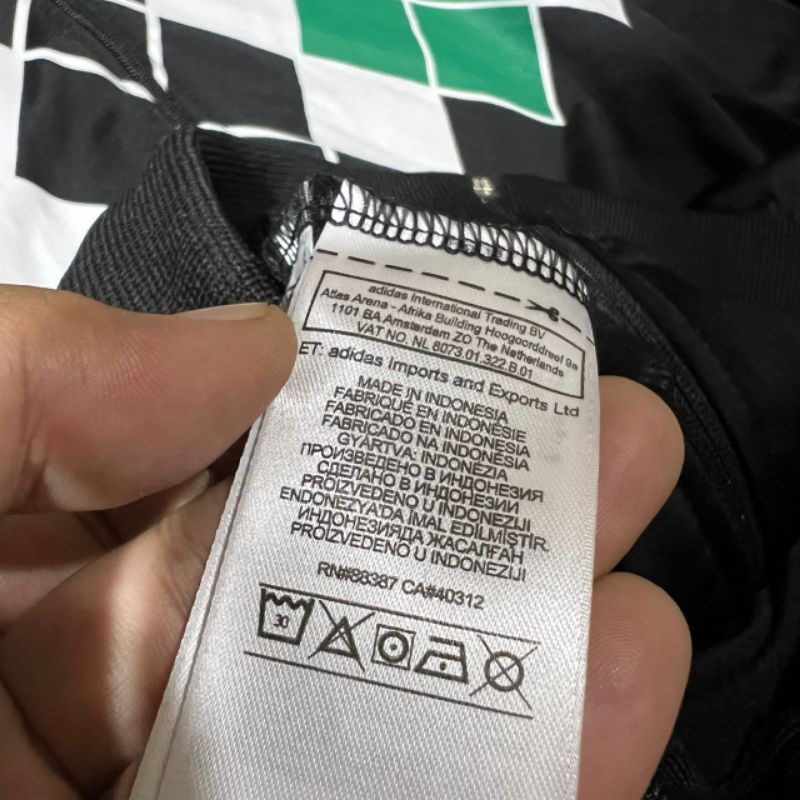 adidas International Trading BV
Atlas Arena - Afrika Building Hoogoorddreef 9a
1101 BA Amsterdam ZO The Netherlands
VAT NO. NL 8073.01.322.B.01
ET: adidas Imports and Exports Ltd
MADE IN INDONESIA
FABRIQUÉ EN INDONÉSIE
FABRICADO EN INDONESIA
FABRICADO NA INDONÉSIA
GYÁRTVA: INDONÉZIA
ПРОИЗВЕДЕНО В ИНДОНЕЗИЯ
СДЕЛАНО В ИНДОНЕЗИИ
PROIZVEDENO U INDONEZIJI
ENDONEZYA'DA İMAL EDİLMİŞTİR.
ИНДОНЕЗИЯДА ЖАСАЛҒАН
PROIZVEDENO U INDONEZIJI
RN#88387 CA#40312
30